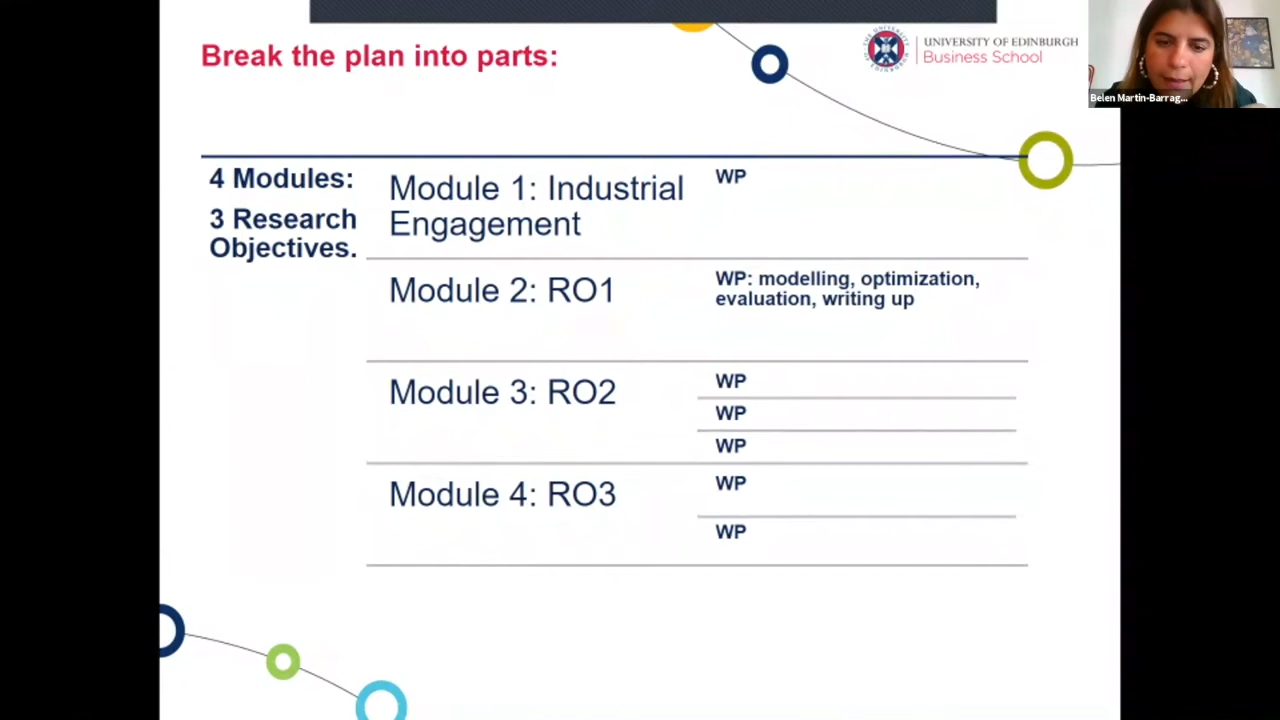 Break the plan into parts:
UNIVERSITY OF EDINBURGH
Business School
Belen Martin-Barrag...
4 Modules:
3 Research
Objectives.
Module 1: Industrial
Engagement
WP
Module 2: RO1
WP: modelling, optimization,
evaluation, writing up
Module 3: RO2
WP
WP
WP
Module 4: RO3
WP
WP